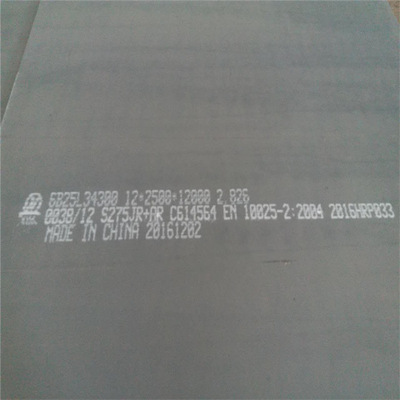 6B25L34300 12*2500*12000 2.826
0038/12 S275JR+AR C614564 EN 10025-2:2004 2016HRP033
MADE IN CHINA 20161202